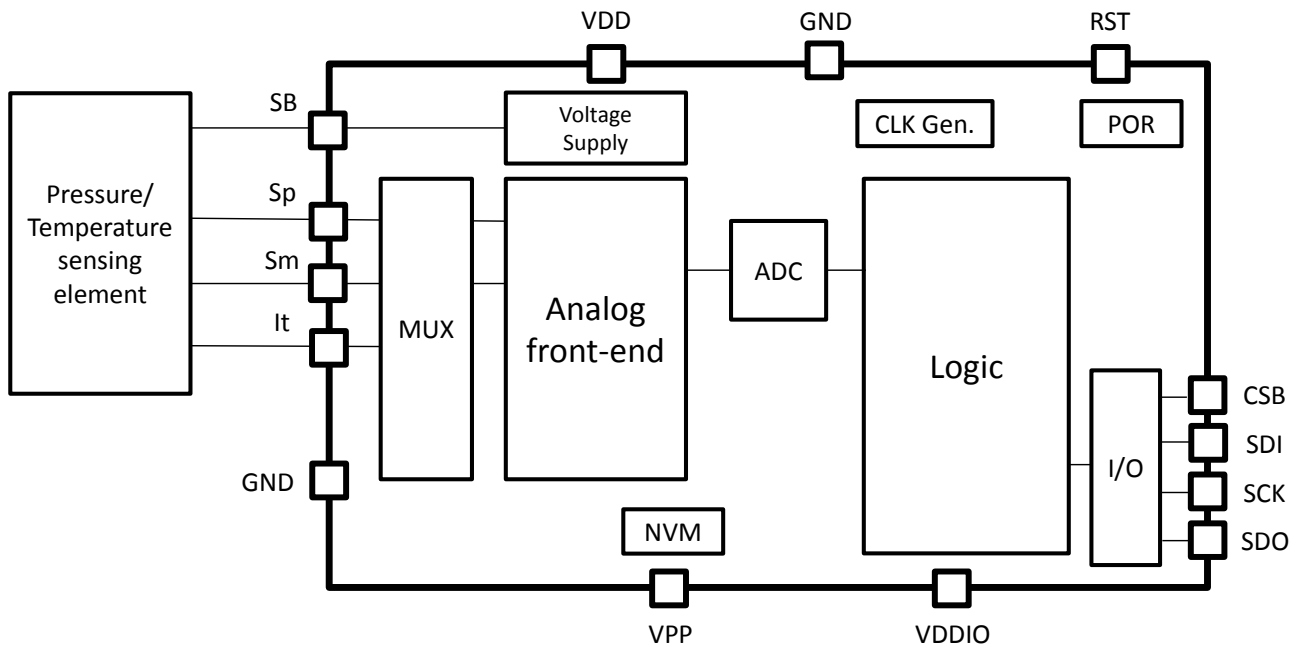 VDD
GND
RST
SB
Voltage
Supply
CLK Gen.
POR
Pressure/
Temperature
sensing
element
Sp
Sm
It
MUX
Analog
front-end
ADC
Logic
I/O
CSB
SDI
SCK
SDO
GND
NVM
VPP
VDDIO